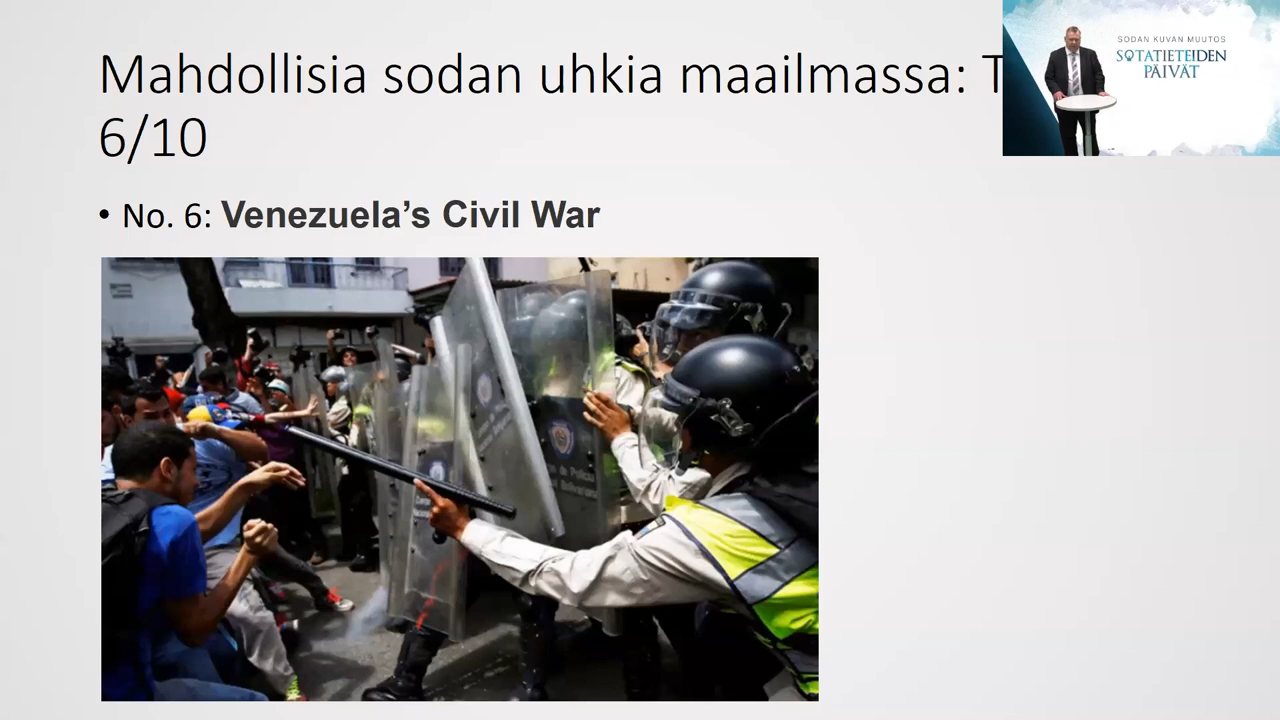 Mahdollisia sodan uhkia maailmassa: T
6/10
• No. 6: Venezuela’s Civil War
SODAN KUVAN MUUTOS
SOTATIETEIDEN
PÄIVÄT